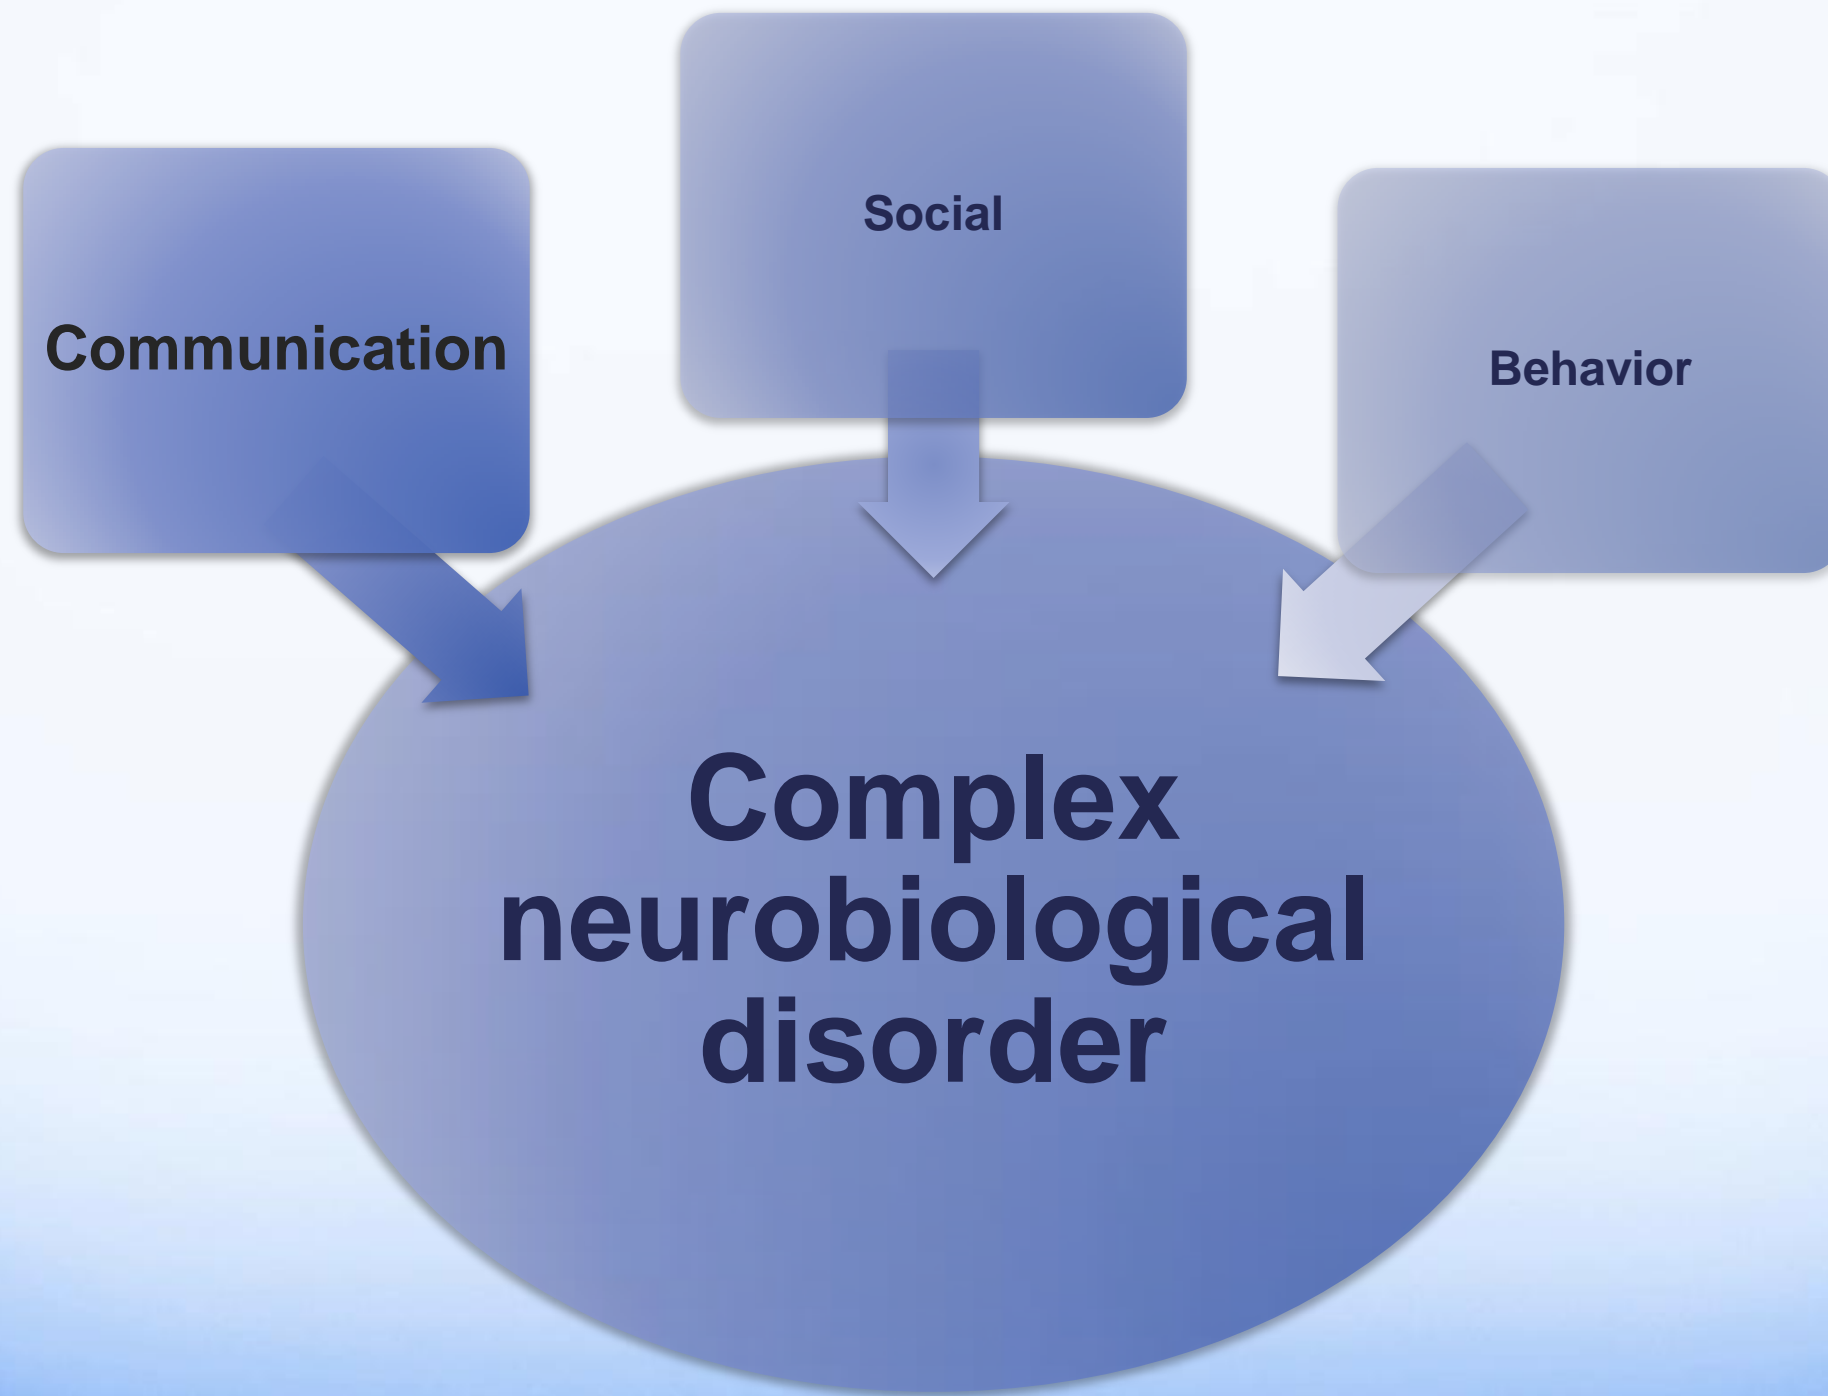 Social
Communication
Behavior
Complex
neurobiological
disorder